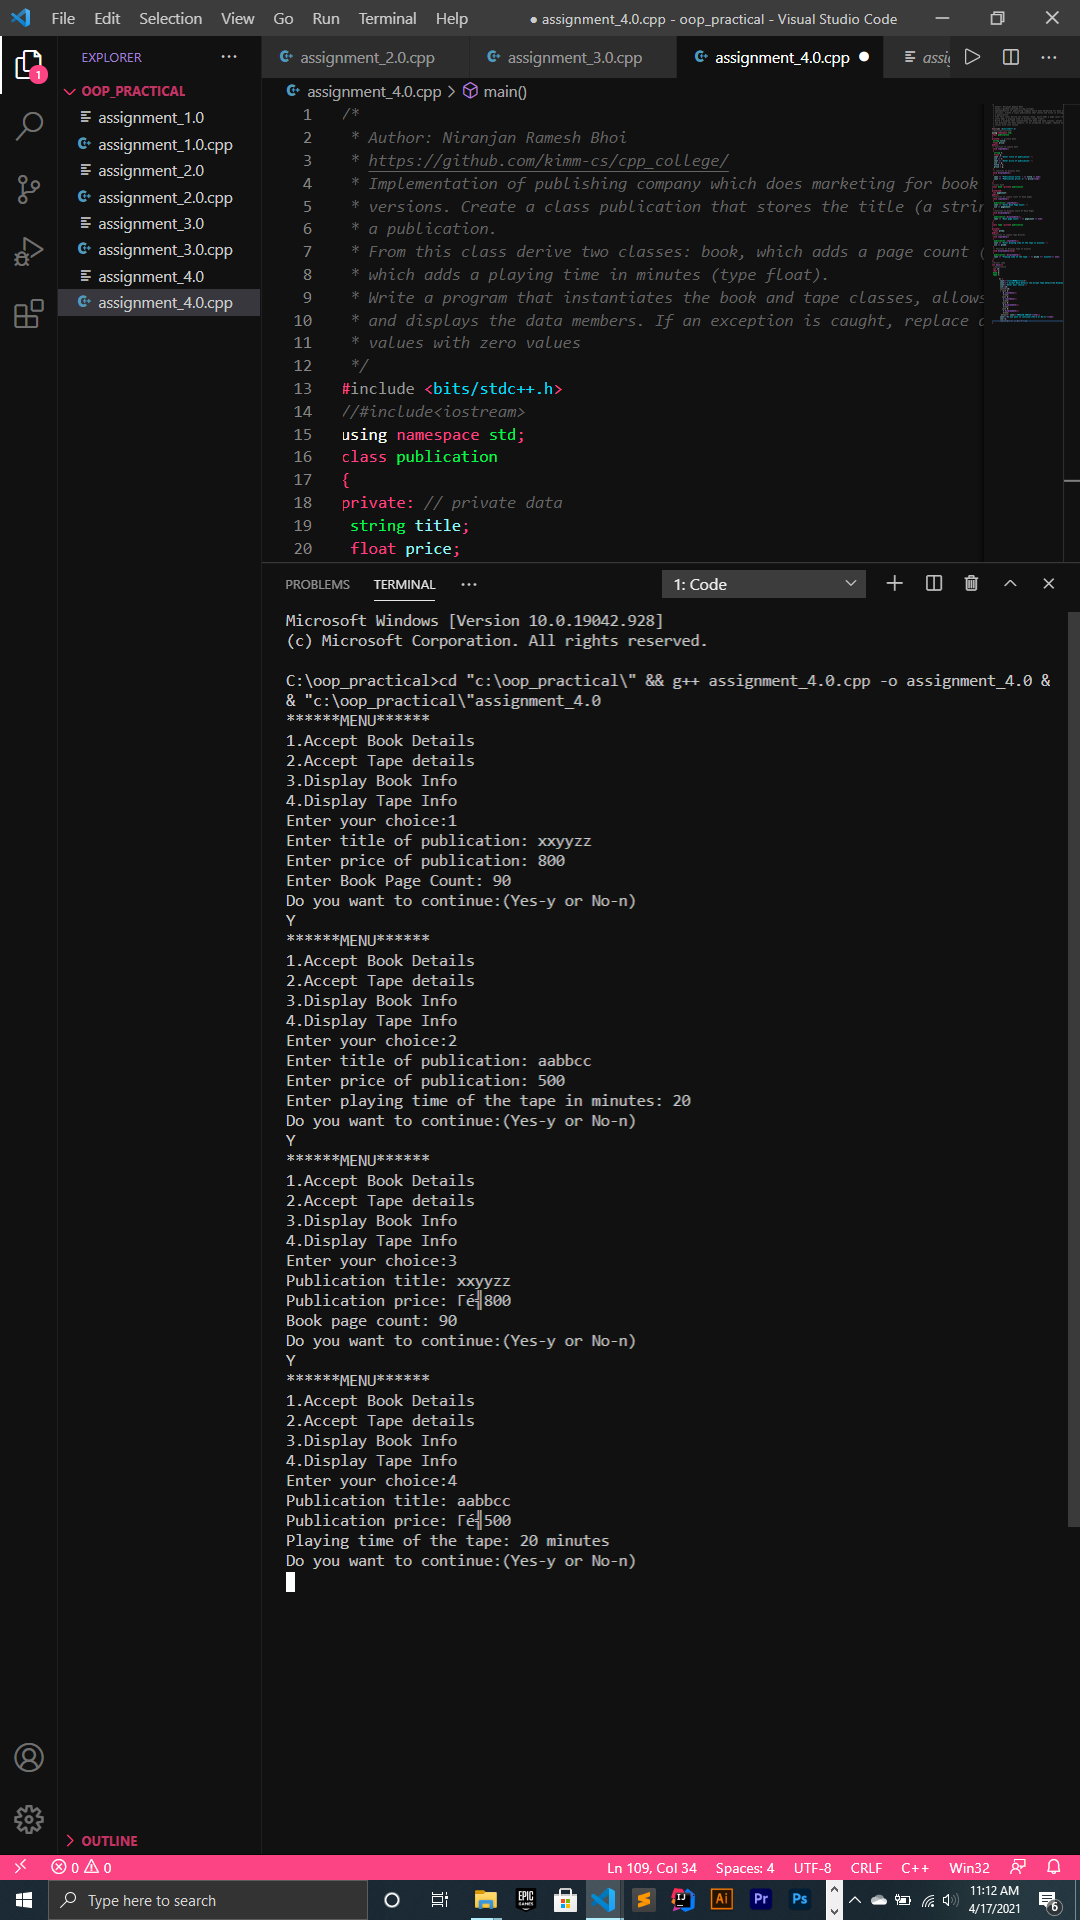 File Edit Selection View Go Run Terminal Help ● assignment_4.0.cpp - oop_practical - Visual Studio Code
EXPLORER
assignment_2.0.cpp assignment_3.0.cpp assignment_4.0.cpp ●
assignment_4.0.cpp > main()
1
OOP_PRACTICAL
assignment_1.0
assignment_1.0.cpp
assignment_2.0
assignment_2.0.cpp
assignment_3.0
assignment_3.0.cpp
assignment_4.0
assignment_4.0.cpp
1 /*
2 * Author: Niranjan Ramesh Bhoi
3 * https://github.com/kimm-cs/cpp_college/
4 * Implementation of publishing company which does marketing for book
5 * versions. Create a class publication that stores the title (a strin
6 * a publication.
7 * From this class derive two classes: book, which adds a page count (
8 * which adds a playing time in minutes (type float).
9 * Write a program that instantiates the book and tape classes, allows
10 * and displays the data members. If an exception is caught, replace a
11 * values with zero values
12 */
13 #include <bits/stdc++.h>
14 //#include<iostream>
15 using namespace std;
16 class publication
17 {
18 private: // private data
19 string title;
20 float price;
PROBLEMS TERMINAL ··· 1: Code
Microsoft Windows [Version 10.0.19042.928]
(c) Microsoft Corporation. All rights reserved.
C:\oop_practical>cd "c:\oop_practical\" && g++ assignment_4.0.cpp -o assignment_4.0 &
& "c:\oop_practical\"assignment_4.0
******MENU******
1.Accept Book Details
2.Accept Tape details
3.Display Book Info
4.Display Tape Info
Enter your choice:1
Enter title of publication: xxyyzz
Enter price of publication: 800
Enter Book Page Count: 90
Do you want to continue:(Yes-y or No-n)
Y
******MENU******
1.Accept Book Details
2.Accept Tape details
3.Display Book Info
4.Display Tape Info
Enter your choice:2
Enter title of publication: aabbcc
Enter price of publication: 500
Enter playing time of the tape in minutes: 20
Do you want to continue:(Yes-y or No-n)
Y
******MENU******
1.Accept Book Details
2.Accept Tape details
3.Display Book Info
4.Display Tape Info
Enter your choice:3
Publication title: xxyyzz
Publication price: Γé╣800
Book page count: 90
Do you want to continue:(Yes-y or No-n)
Y
******MENU******
1.Accept Book Details
2.Accept Tape details
3.Display Book Info
4.Display Tape Info
Enter your choice:4
Publication title: aabbcc
Publication price: Γé╣500
Playing time of the tape: 20 minutes
Do you want to continue:(Yes-y or No-n)
OUTLINE
0 0 Ln 109, Col 34 Spaces: 4 UTF-8 CRLF C++ Win32
Type here to search
EPIC GAMES
IJ Ai Pr Ps
11:12 AM
4/17/2021
6